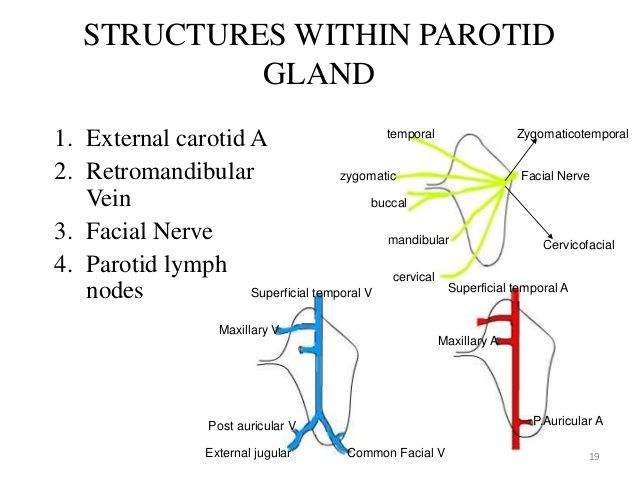 STRUCTURES WITHIN PAROTID
GLAND
1. External carotid A
2. Retromandibular
Vein
3. Facial Nerve
4. Parotid lymph
nodes
temporal
Zygomaticotemporal
zygomatic
Facial Nerve
buccal
mandibular
Cervicofacial
cervical
Superficial temporal V
Maxillary V
Post auricular V
External jugular
Common Facial V
Superficial temporal A
Maxillary A
P.Auricular A
19